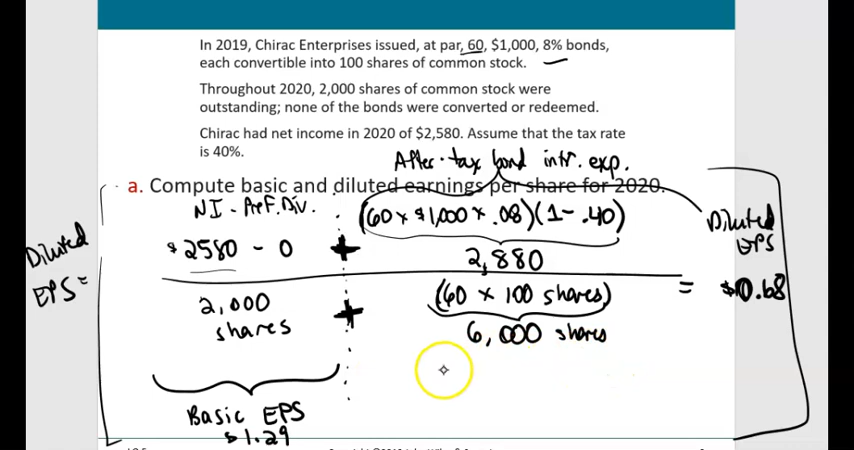 In 2019, Chirac Enterprises issued, at par, 60, $1,000, 8% bonds,
each convertible into 100 shares of common stock.
Throughout 2020, 2,000 shares of common stock were
outstanding; none of the bonds were converted or redeemed.
Chirac had net income in 2020 of $2,580. Assume that the tax rate
is 40%.
After-tax bond intr. exp.
a. Compute basic and diluted earnings per share for 2020.
NI - Pref. Div. (60 x $1,000 x .08)(1 - .40)
Diluted
EPS =
$2580 - 0 + 2,880
2,000
shares
+ (60 x 100 shares)
6,000 shares
= $0.68
Diluted
EPS
Basic EPS
$1.29